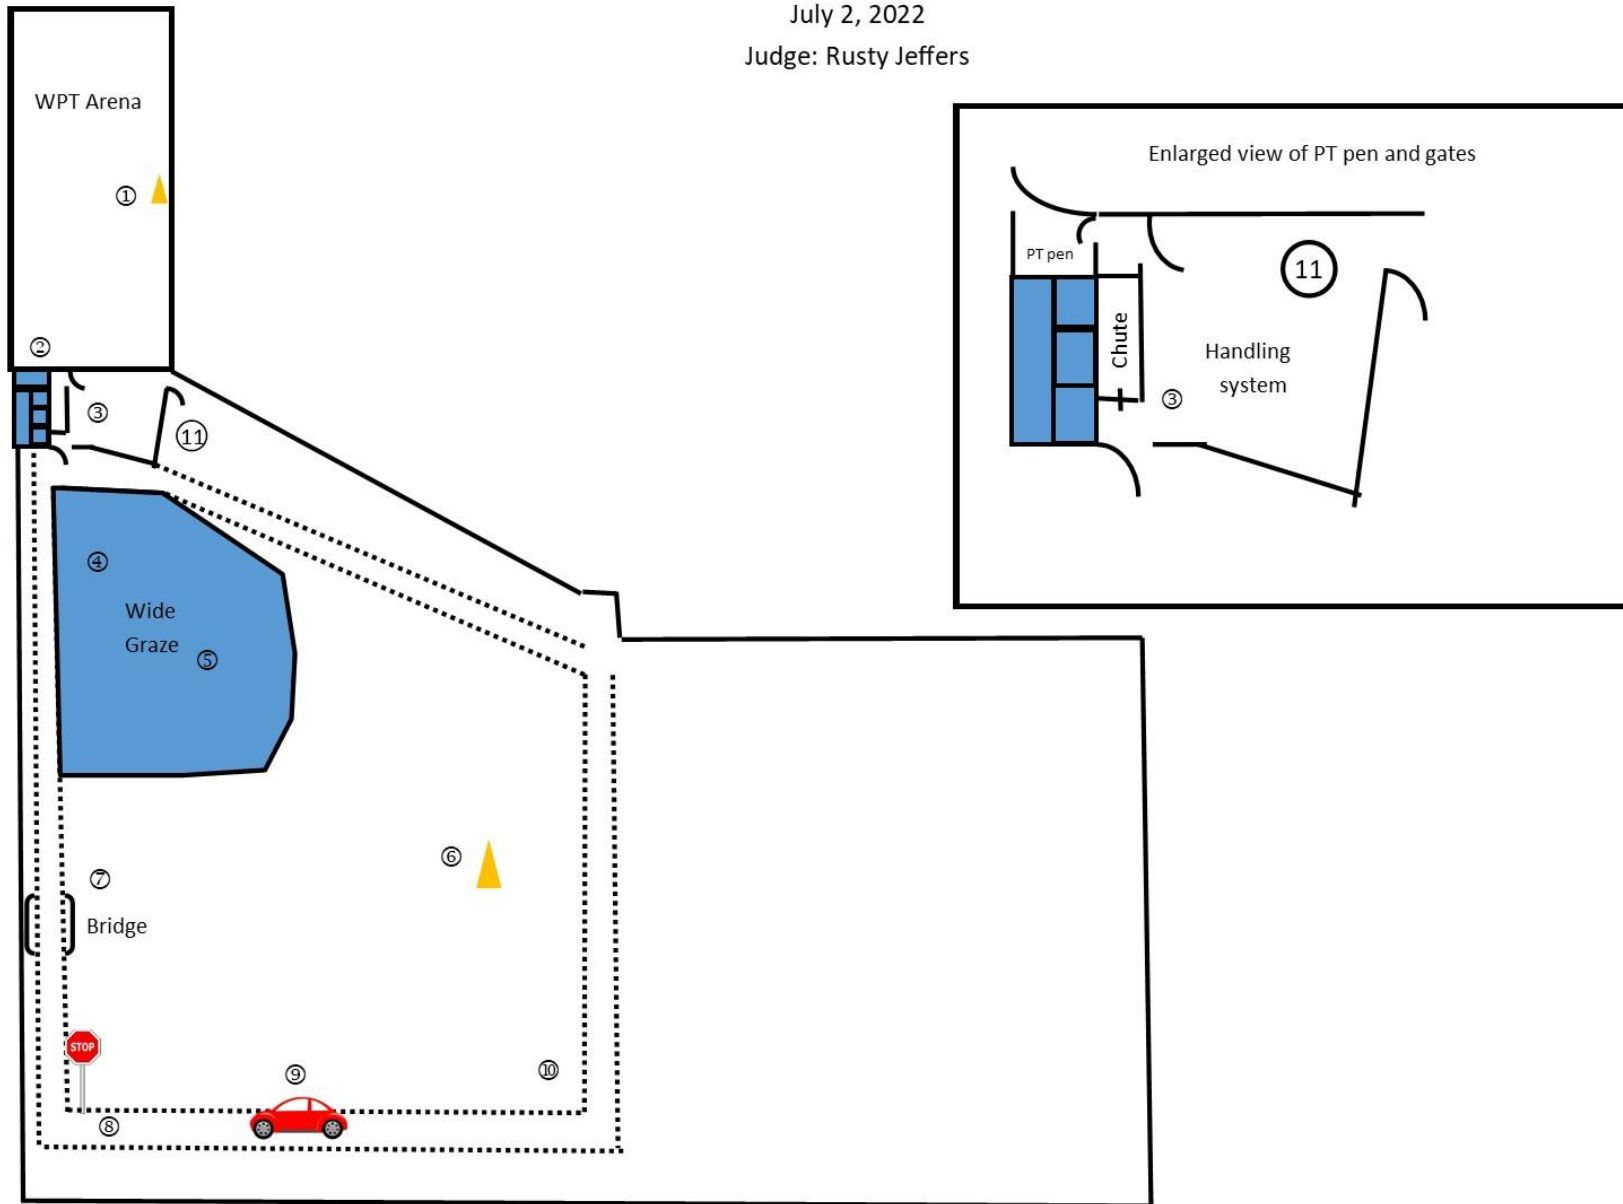 July 2, 2022
Judge: Rusty Jeffers
WPT Arena
①
②
③
⑪
④
Wide
Graze
⑤
⑥
⑦
Bridge
STOP
⑧
⑨
⑩
Enlarged view of PT pen and gates
PT pen
⑪
Chute
Handling
system
③